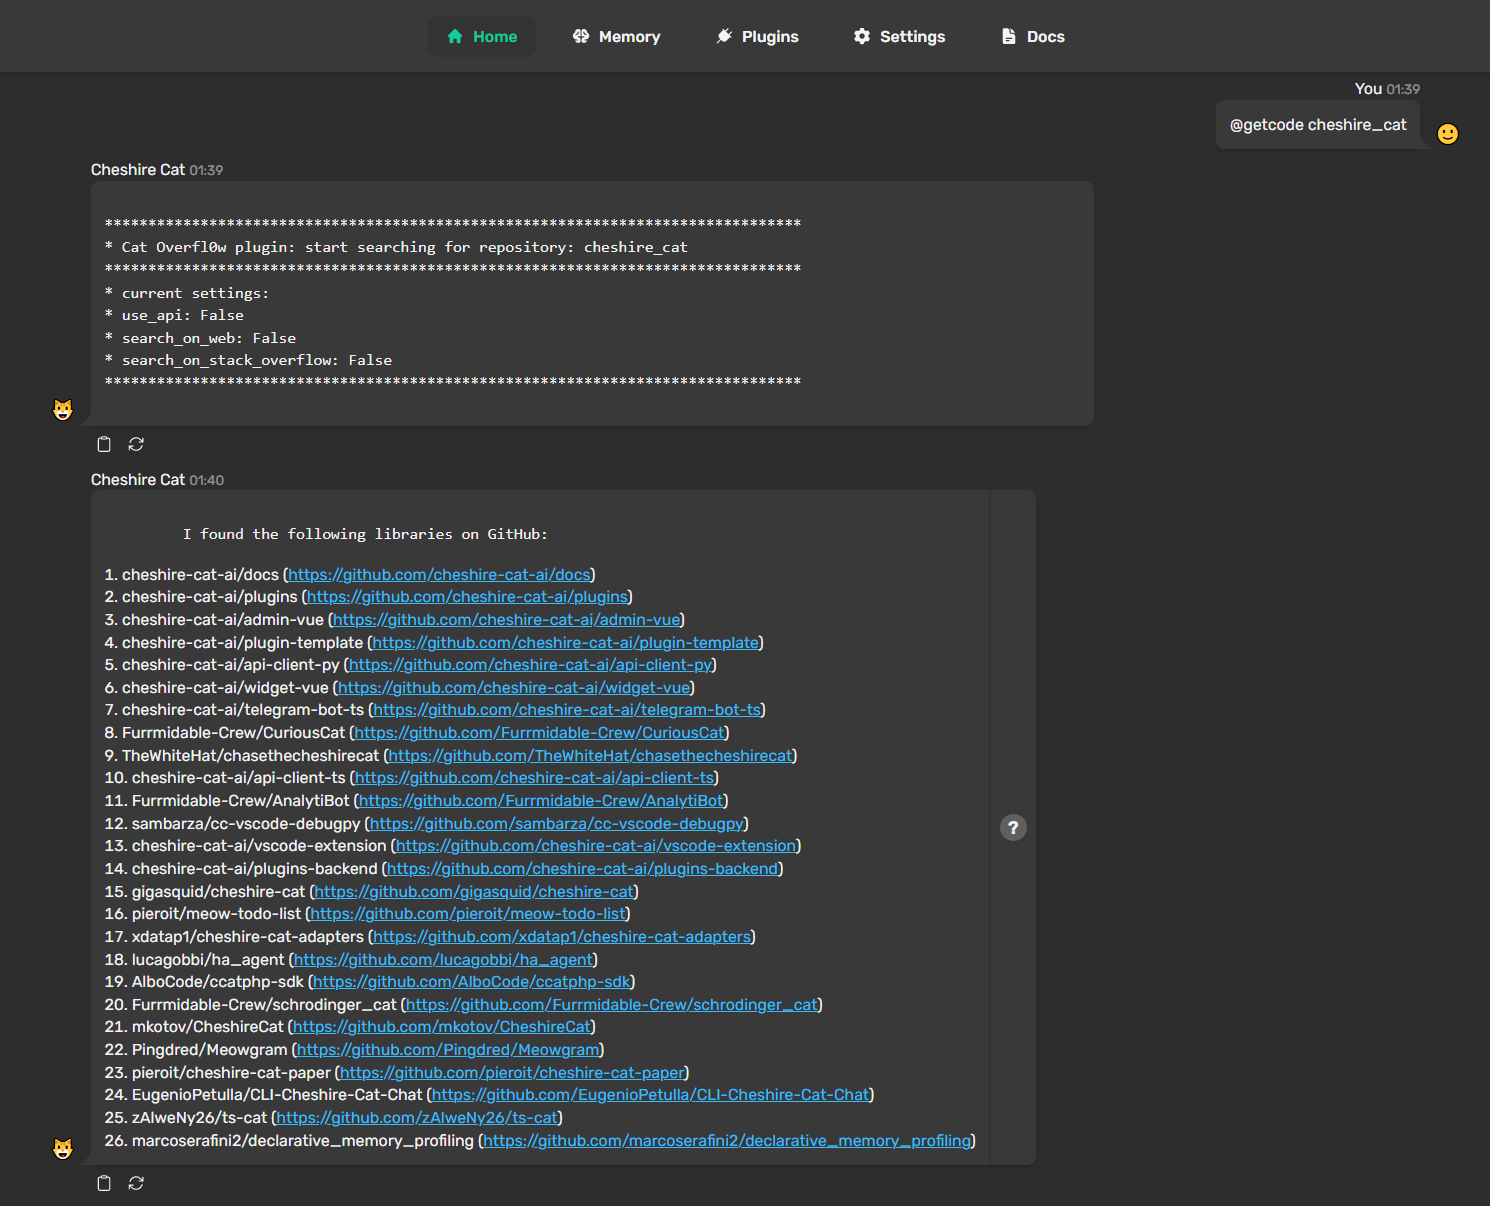 Home Memory Plugins Settings Docs
You 01:39
@getcode cheshire_cat
Cheshire Cat 01:39
********************************************************************************
* Cat Overfl0w plugin: start searching for repository: cheshire_cat
********************************************************************************
* current settings:
* use_api: False
* search_on_web: False
* search_on_stack_overflow: False
********************************************************************************
Cheshire Cat 01:40
I found the following libraries on GitHub:
1. cheshire-cat-ai/docs (https://github.com/cheshire-cat-ai/docs)
2. cheshire-cat-ai/plugins (https://github.com/cheshire-cat-ai/plugins)
3. cheshire-cat-ai/admin-vue (https://github.com/cheshire-cat-ai/admin-vue)
4. cheshire-cat-ai/plugin-template (https://github.com/cheshire-cat-ai/plugin-template)
5. cheshire-cat-ai/api-client-py (https://github.com/cheshire-cat-ai/api-client-py)
6. cheshire-cat-ai/widget-vue (https://github.com/cheshire-cat-ai/widget-vue)
7. cheshire-cat-ai/telegram-bot-ts (https://github.com/cheshire-cat-ai/telegram-bot-ts)
8. Furrmidable-Crew/CuriousCat (https://github.com/Furrmidable-Crew/CuriousCat)
9. TheWhiteHat/chasethecheshirecat (https://github.com/TheWhiteHat/chasethecheshirecat)
10. cheshire-cat-ai/api-client-ts (https://github.com/cheshire-cat-ai/api-client-ts)
11. Furrmidable-Crew/AnalytiBot (https://github.com/Furrmidable-Crew/AnalytiBot)
12. sambarza/cc-vscode-debugpy (https://github.com/sambarza/cc-vscode-debugpy)
13. cheshire-cat-ai/vscode-extension (https://github.com/cheshire-cat-ai/vscode-extension)
14. cheshire-cat-ai/plugins-backend (https://github.com/cheshire-cat-ai/plugins-backend)
15. gigasquid/cheshire-cat (https://github.com/gigasquid/cheshire-cat)
16. pieroit/meow-todo-list (https://github.com/pieroit/meow-todo-list)
17. xdatap1/cheshire-cat-adapters (https://github.com/xdatap1/cheshire-cat-adapters)
18. lucagobbi/ha_agent (https://github.com/lucagobbi/ha_agent)
19. AlboCode/ccatphp-sdk (https://github.com/AlboCode/ccatphp-sdk)
20. Furrmidable-Crew/schrodinger_cat (https://github.com/Furrmidable-Crew/schrodinger_cat)
21. mkotov/CheshireCat (https://github.com/mkotov/CheshireCat)
22. Pingdred/Meowgram (https://github.com/Pingdred/Meowgram)
23. pieroit/cheshire-cat-paper (https://github.com/pieroit/cheshire-cat-paper)
24. EugenioPetulla/CLI-Cheshire-Cat-Chat (https://github.com/EugenioPetulla/CLI-Cheshire-Cat-Chat)
25. zAlweNy26/ts-cat (https://github.com/zAlweNy26/ts-cat)
26. marcoserafini2/declarative_memory_profiling (https://github.com/marcoserafini2/declarative_memory_profiling)
?